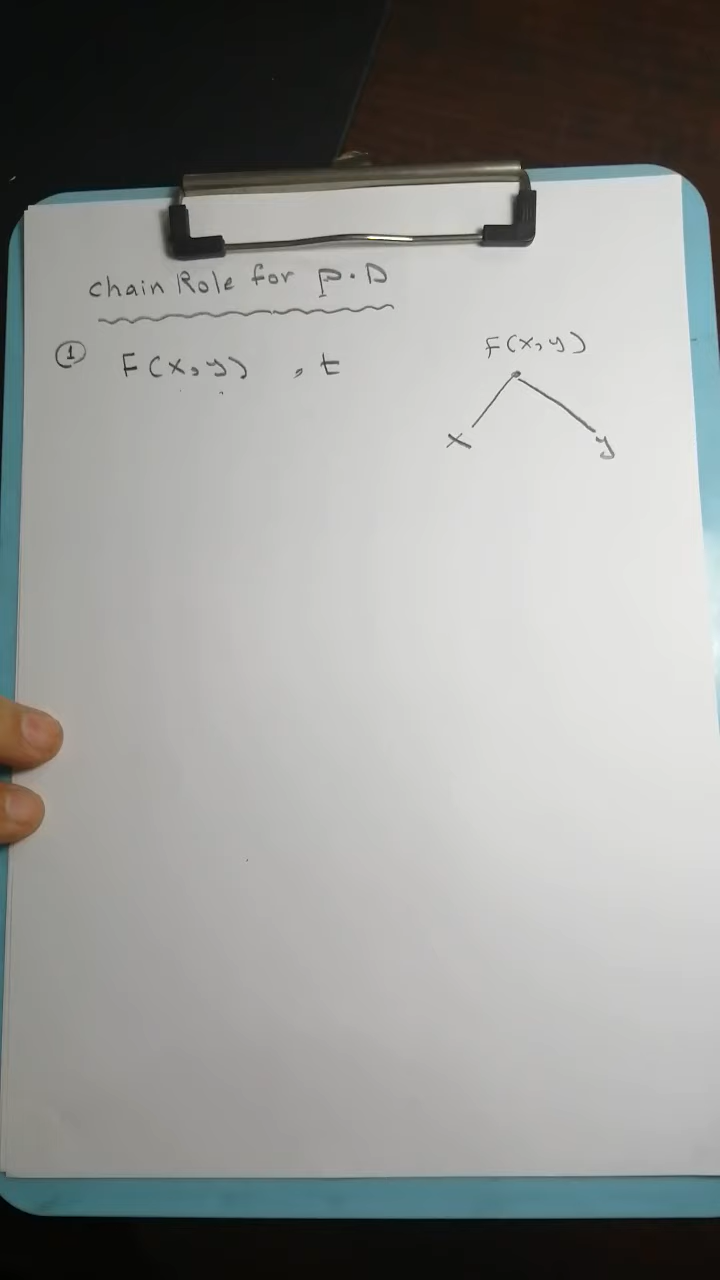 chain Role for P.D
① F(x,y) , t
F(x,y)
x y